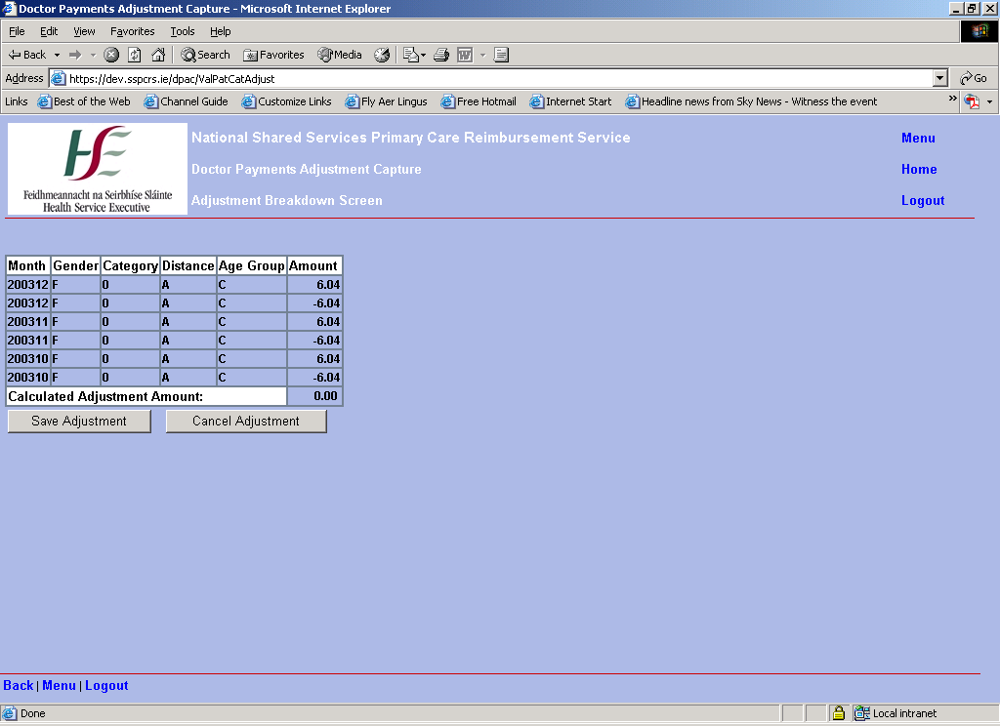 Doctor Payments Adjustment Capture - Microsoft Internet Explorer
File Edit View Favorites Tools Help
Back Search Favorites Media
Address https://dev.sspcrs.ie/dpac/ValPatCatAdjust Go
Links Best of the Web Channel Guide Customize Links Fly Aer Lingus Free Hotmail Internet Start Headline news from Sky News - Witness the event »
HSE
Feidhmeannacht na Seirbhíse Sláinte
Health Service Executive
National Shared Services Primary Care Reimbursement Service Menu
Doctor Payments Adjustment Capture Home
Adjustment Breakdown Screen Logout
Month Gender Category Distance Age Group Amount
200312 F 0 A C 6.04
200312 F 0 A C -6.04
200311 F 0 A C 6.04
200311 F 0 A C -6.04
200310 F 0 A C 6.04
200310 F 0 A C -6.04
Calculated Adjustment Amount: 0.00
Save Adjustment Cancel Adjustment
Back | Menu | Logout
Done Local intranet